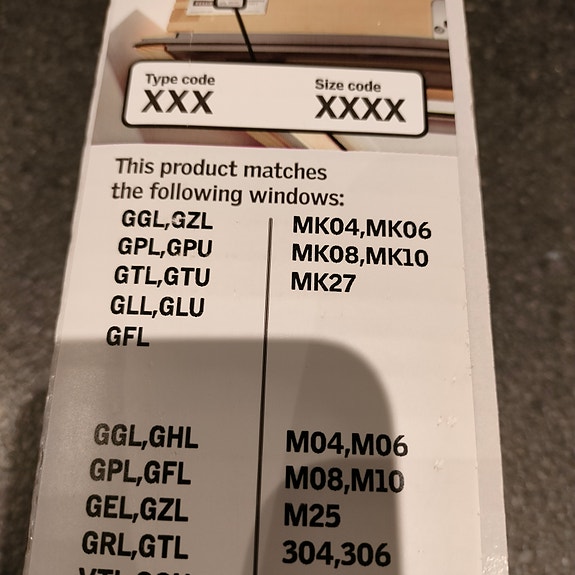 Type code Size code
XXX XXXX
This product matches
the following windows:
GGL,GZL MK04,MK06
GPL,GPU MK08,MK10
GTL,GTU MK27
GLL,GLU
GFL
GGL,GHL M04,M06
GPL,GFL M08,M10
GEL,GZL M25
GRL,GTL 304,306